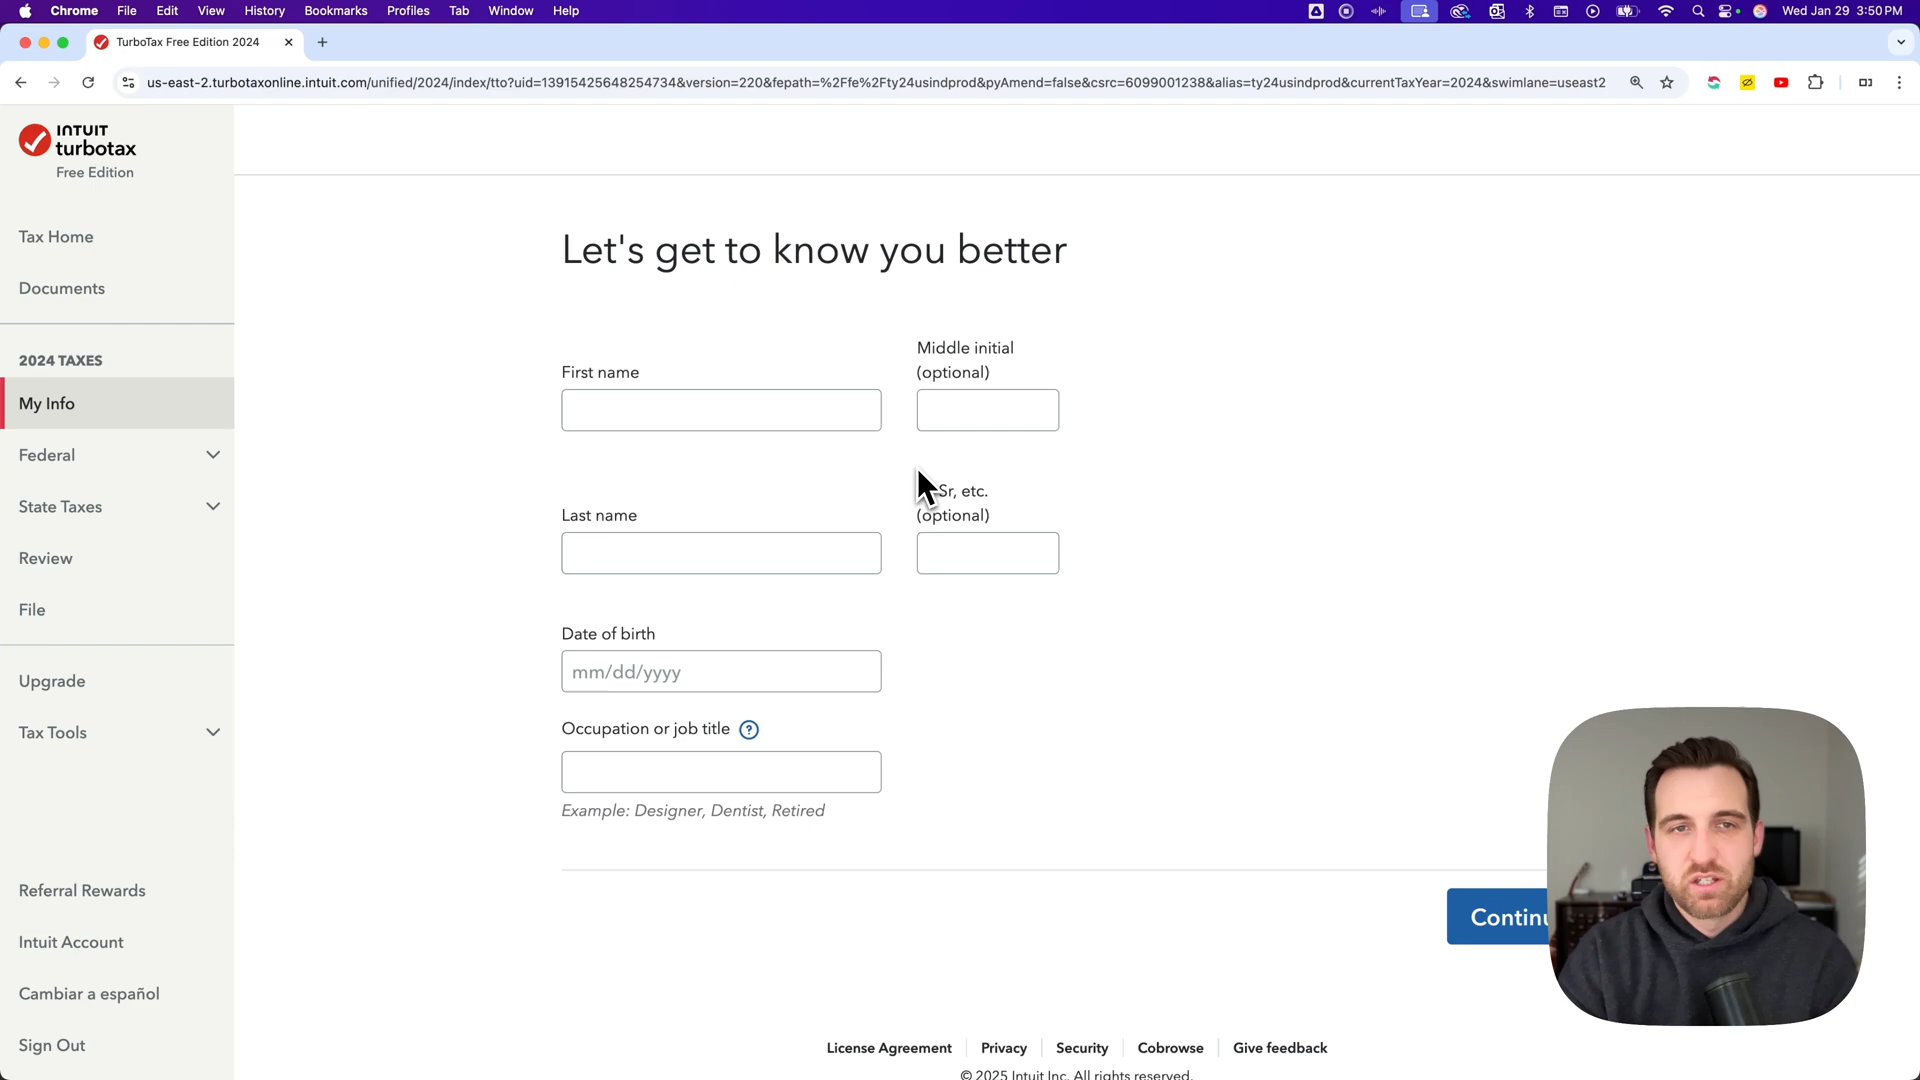 Chrome File Edit View History Bookmarks Profiles Tab Window Help Wed Jan 29 3:50 PM
TurboTax Free Edition 2024
us-east-2.turbotaxonline.intuit.com/unified/2024/index/tto?uid=13915425648254734&version=220&fepath=%2Ffe%2Fty24usindprod&pyAmend=false&csrc=6099001238&alias=ty24usindprod&currentTaxYear=2024&swimlane=useast2
INTUIT
turbotax
Free Edition
Tax Home
Documents
2024 TAXES
My Info
Federal
State Taxes
Review
File
Upgrade
Tax Tools
Referral Rewards
Intuit Account
Cambiar a español
Sign Out
Let's get to know you better
First name
Middle initial
(optional)
Last name
Sr, etc.
(optional)
Date of birth
mm/dd/yyyy
Occupation or job title ?
Example: Designer, Dentist, Retired
Continu
License Agreement Privacy Security Cobrowse Give feedback
© 2025 Intuit Inc. All rights reserved.